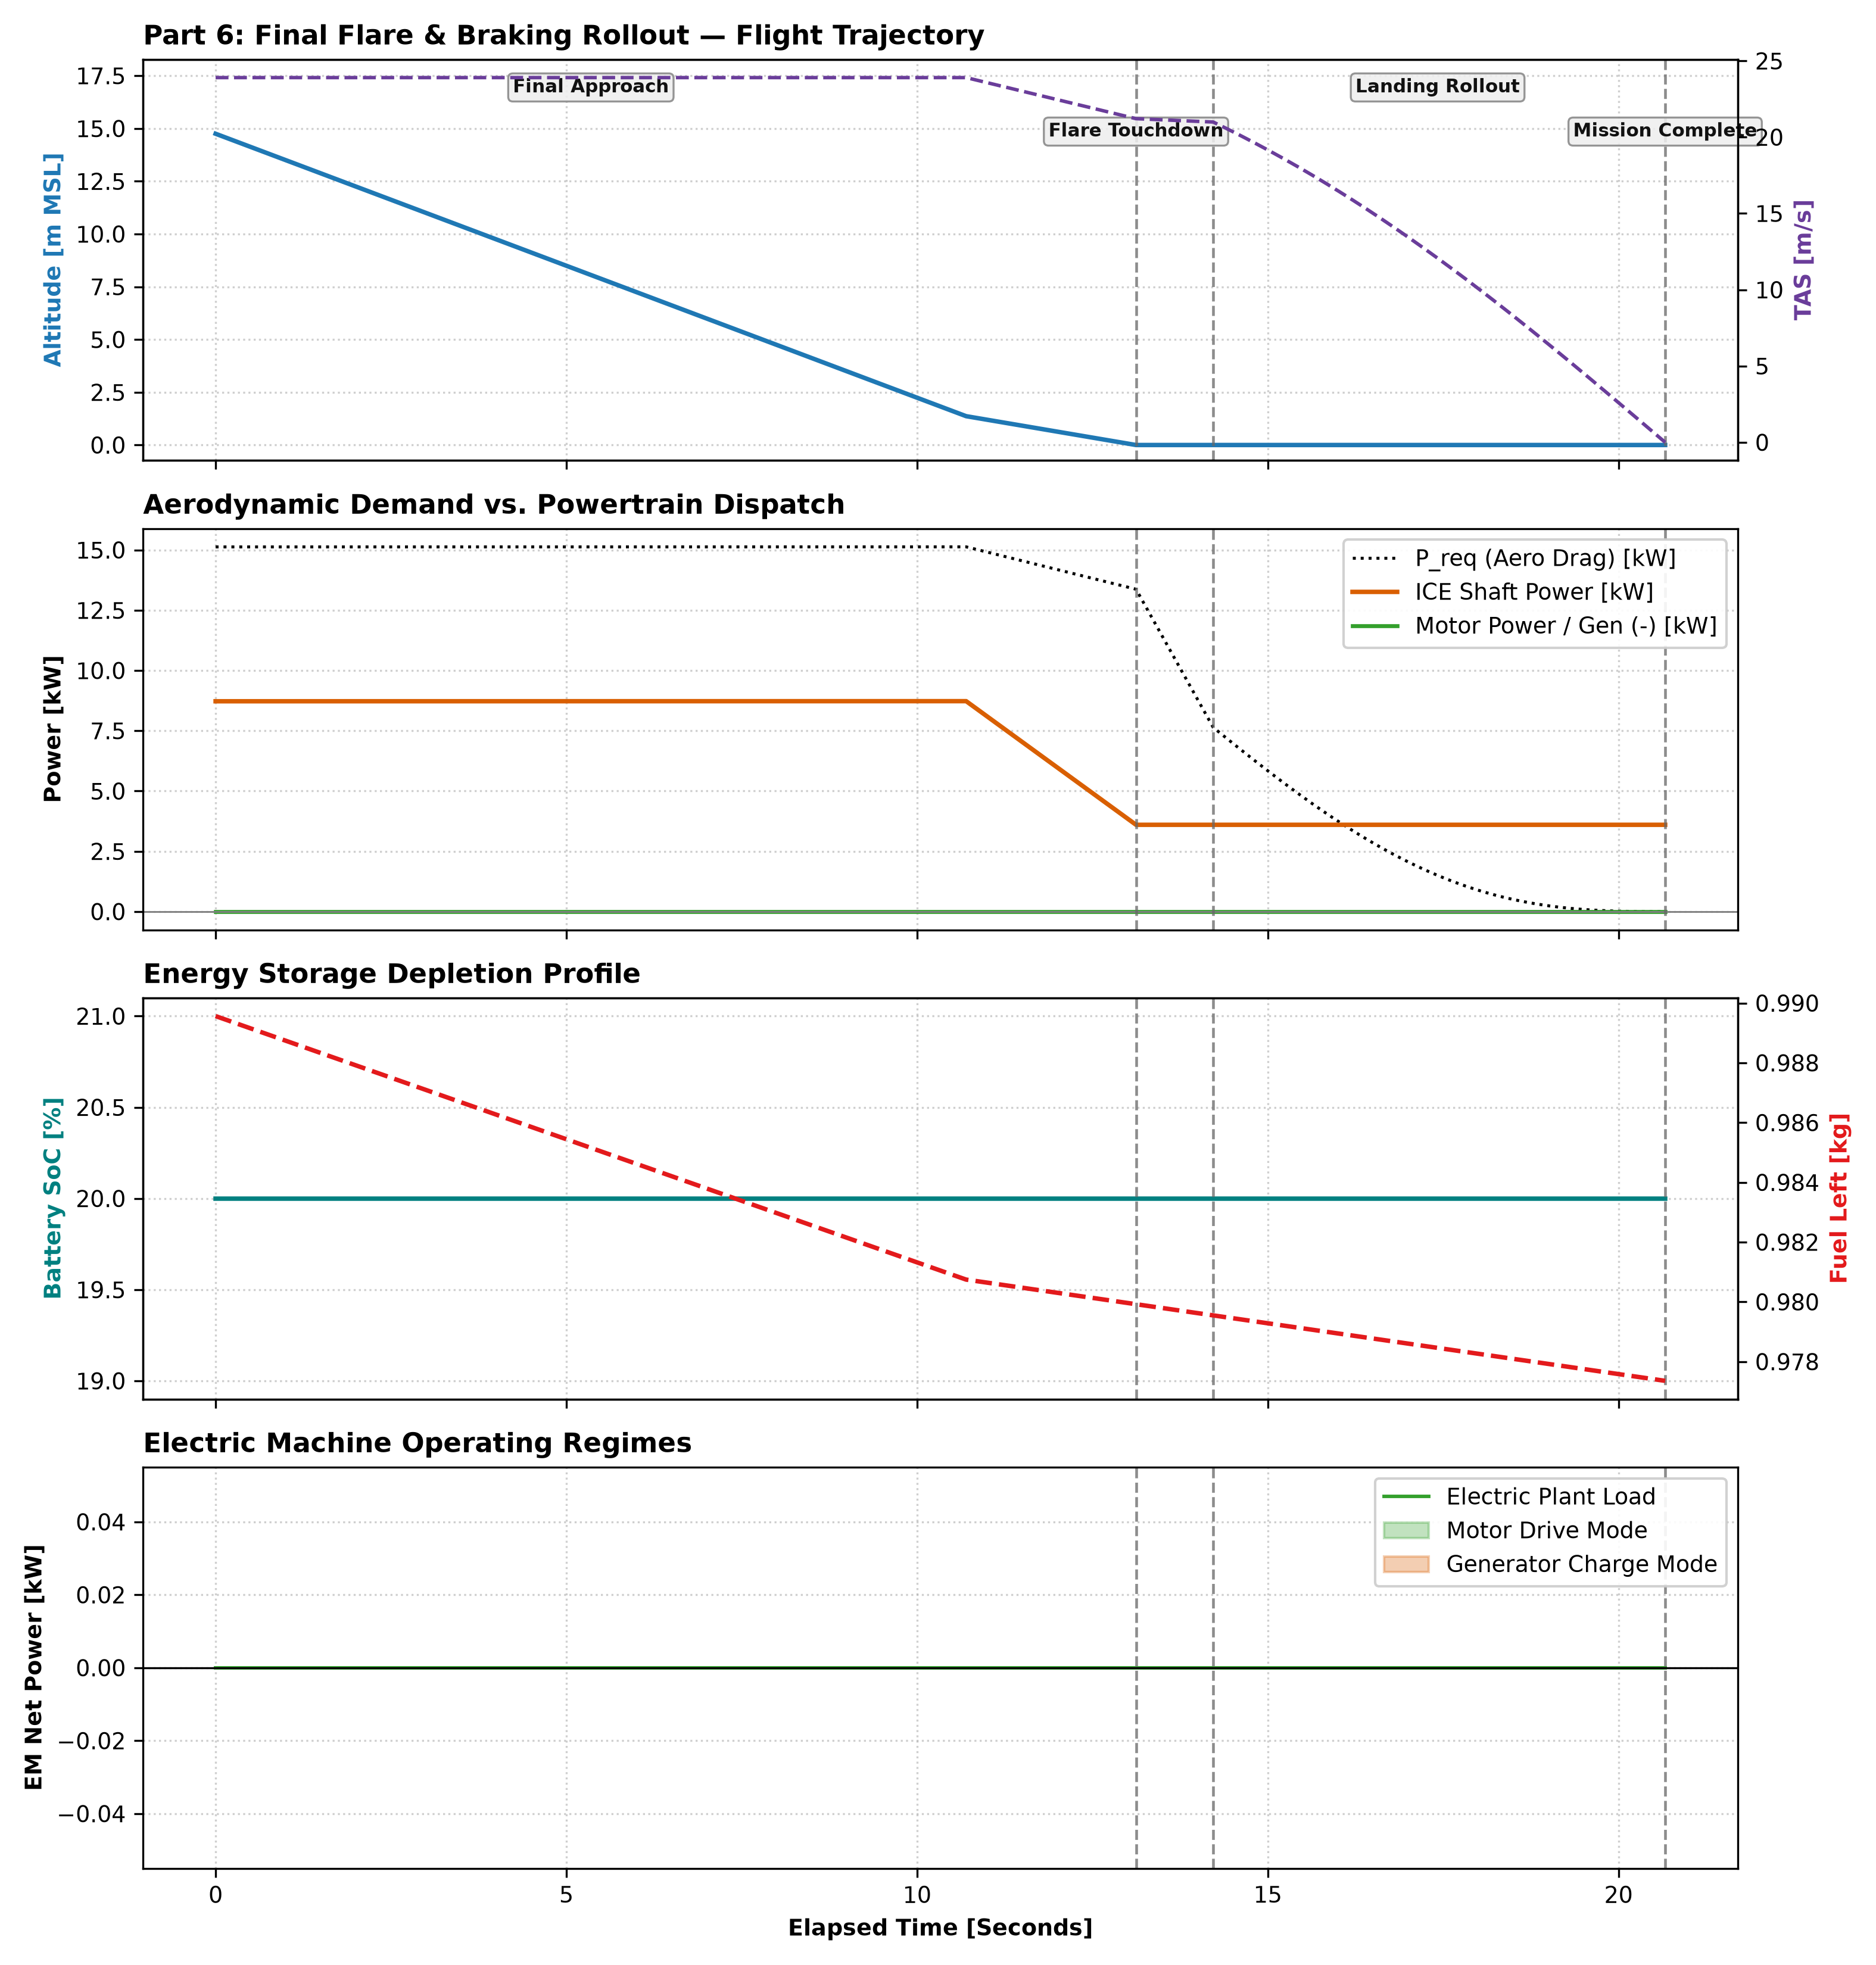 Part 6: Final Flare & Braking Rollout — Flight Trajectory
Altitude [m MSL]
17.5
15.0
12.5
10.0
7.5
5.0
2.5
0.0
Final Approach
Landing Rollout
Flare Touchdown
Mission Complete
25
20
15
10
5
0
TAS [m/s]
Aerodynamic Demand vs. Powertrain Dispatch
Power [kW]
15.0
12.5
10.0
7.5
5.0
2.5
0.0
P_req (Aero Drag) [kW]
ICE Shaft Power [kW]
Motor Power / Gen (-) [kW]
Energy Storage Depletion Profile
Battery SoC [%]
21.0
20.5
20.0
19.5
19.0
0.990
0.988
0.986
0.984
0.982
0.980
0.978
Fuel Left [kg]
Electric Machine Operating Regimes
EM Net Power [kW]
0.04
0.02
0.00
−0.02
−0.04
Electric Plant Load
Motor Drive Mode
Generator Charge Mode
0 5 10 15 20
Elapsed Time [Seconds]